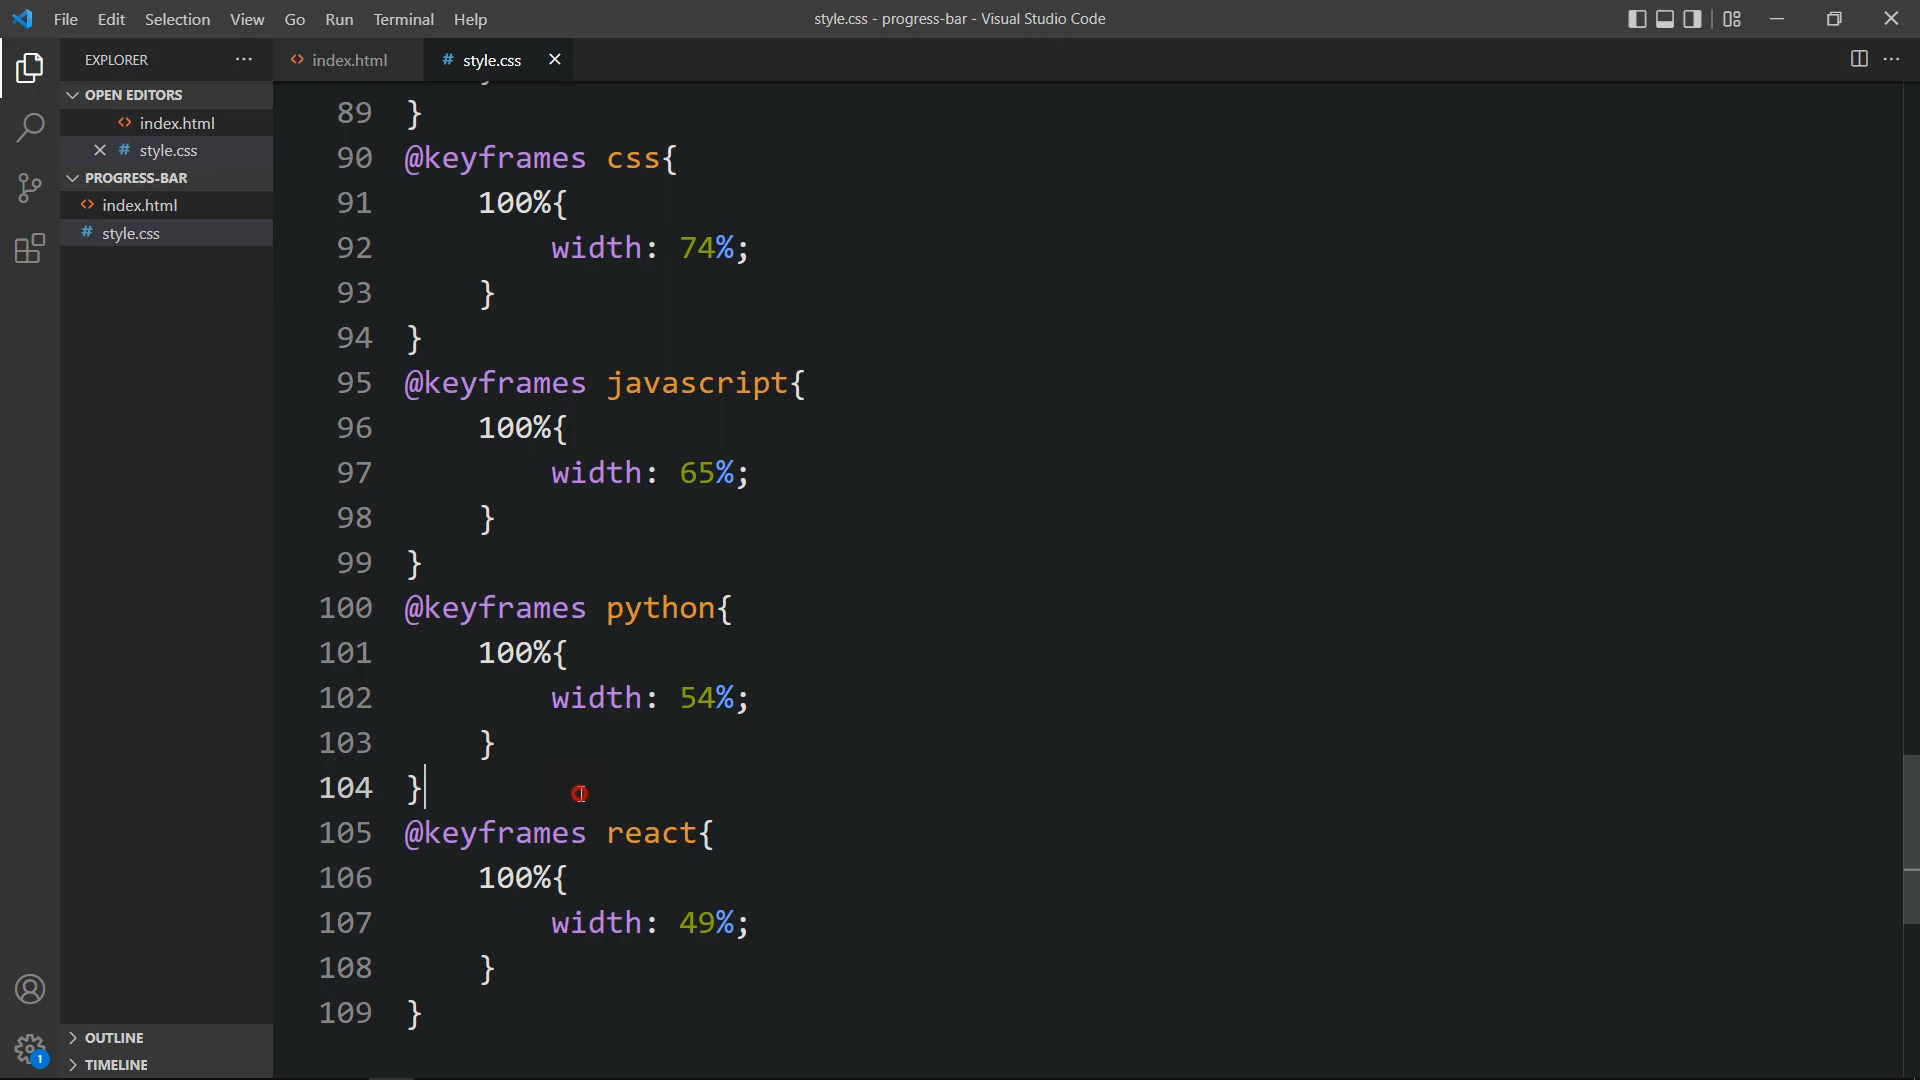 File Edit Selection View Go Run Terminal Help
style.css - progress-bar - Visual Studio Code
EXPLORER
index.html
style.css
OPEN EDITORS
index.html
style.css
PROGRESS-BAR
index.html
style.css
89 }
90 @keyframes css{
91 100%{
92 width: 74%;
93 }
94 }
95 @keyframes javascript{
96 100%{
97 width: 65%;
98 }
99 }
100 @keyframes python{
101 100%{
102 width: 54%;
103 }
104 }
105 @keyframes react{
106 100%{
107 width: 49%;
108 }
109 }
OUTLINE
1
TIMELINE